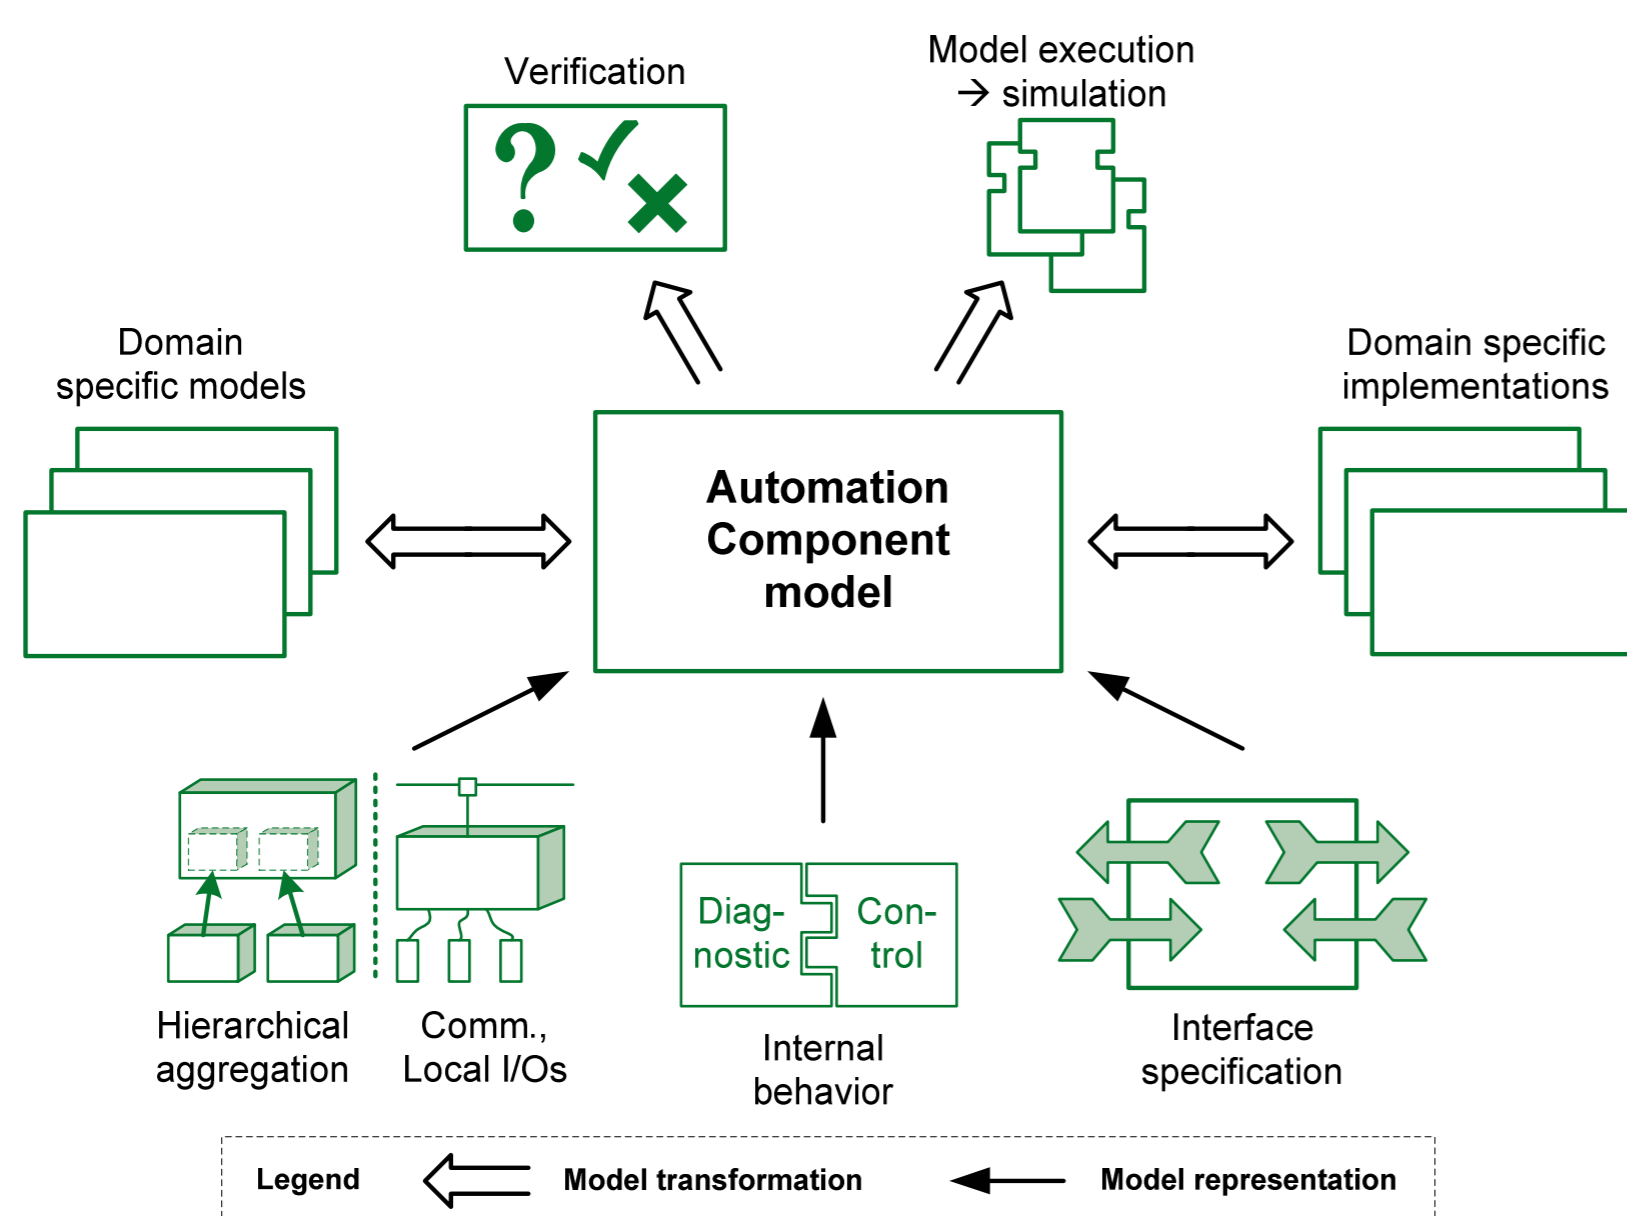 Verification
Model execution
→ simulation
Domain
specific models
Domain specific
implementations
Automation
Component
model
Diag-
nostic
Con-
trol
Hierarchical
aggregation
Comm.,
Local I/Os
Internal
behavior
Interface
specification
Legend
Model transformation
Model representation